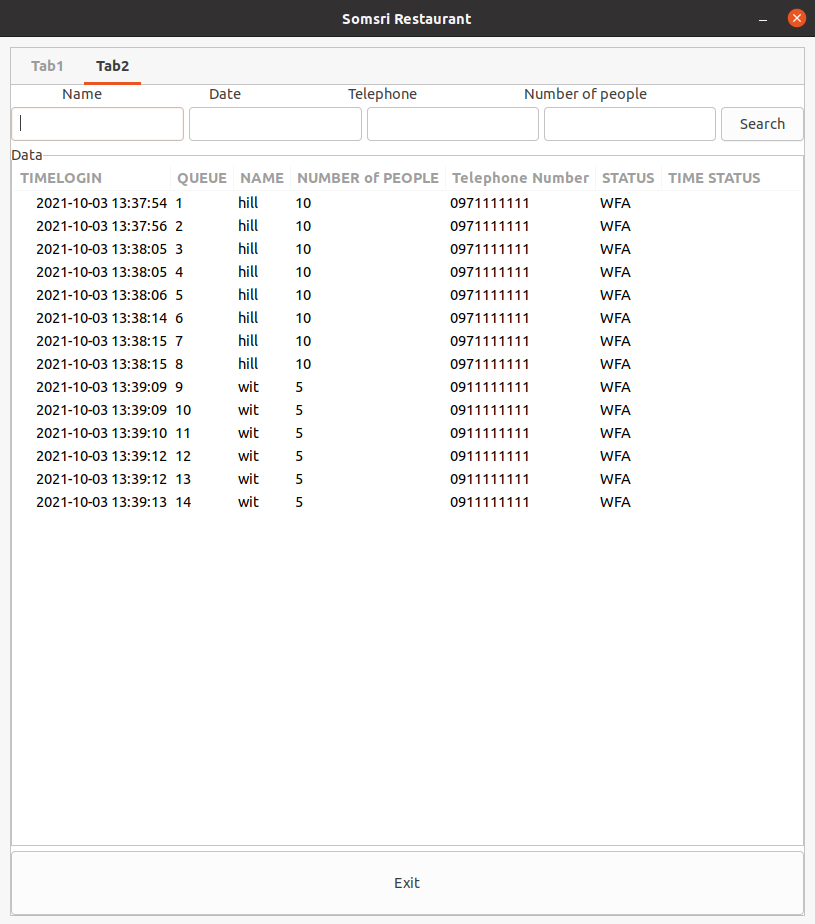 Somsri Restaurant
Tab1 Tab2
Name Date Telephone Number of people
Search
Data
TIMELOGIN QUEUE NAME NUMBER of PEOPLE Telephone Number STATUS TIME STATUS
2021-10-03 13:37:54 1 hill 10 0971111111 WFA
2021-10-03 13:37:56 2 hill 10 0971111111 WFA
2021-10-03 13:38:05 3 hill 10 0971111111 WFA
2021-10-03 13:38:05 4 hill 10 0971111111 WFA
2021-10-03 13:38:06 5 hill 10 0971111111 WFA
2021-10-03 13:38:14 6 hill 10 0971111111 WFA
2021-10-03 13:38:15 7 hill 10 0971111111 WFA
2021-10-03 13:38:15 8 hill 10 0971111111 WFA
2021-10-03 13:39:09 9 wit 5 0911111111 WFA
2021-10-03 13:39:09 10 wit 5 0911111111 WFA
2021-10-03 13:39:10 11 wit 5 0911111111 WFA
2021-10-03 13:39:12 12 wit 5 0911111111 WFA
2021-10-03 13:39:12 13 wit 5 0911111111 WFA
2021-10-03 13:39:13 14 wit 5 0911111111 WFA
Exit